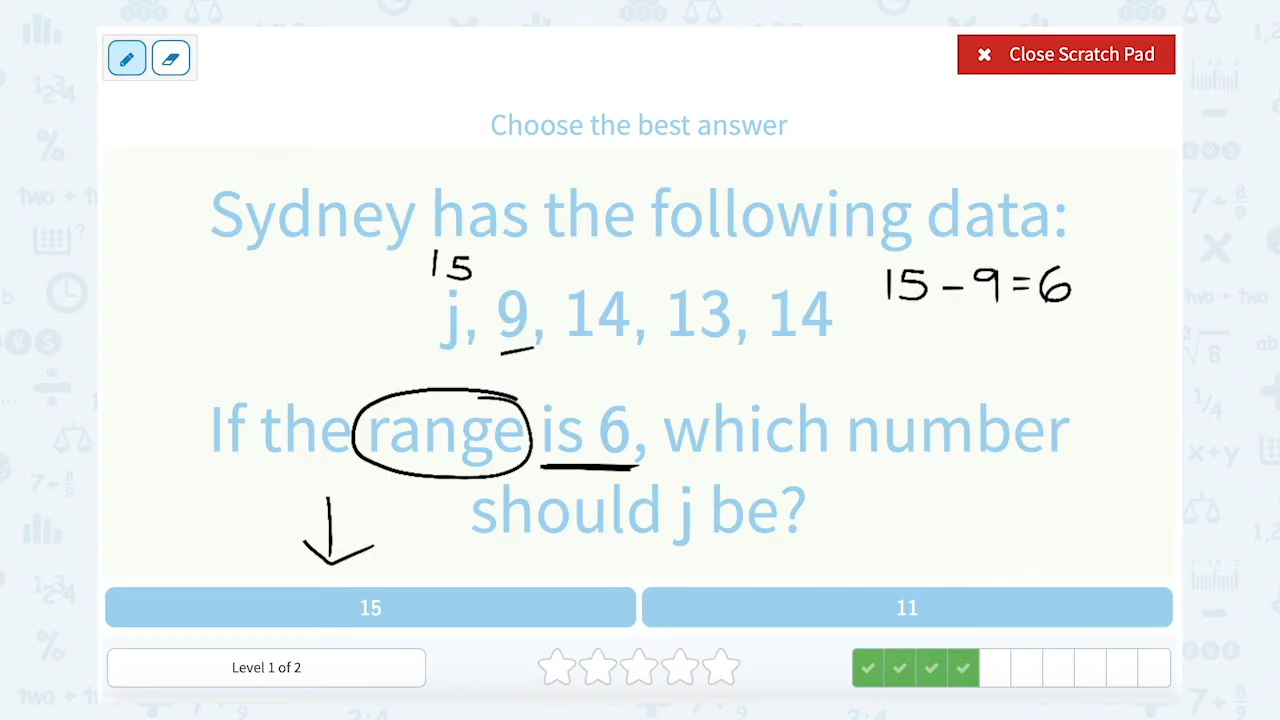 Close Scratch Pad
Choose the best answer
Sydney has the following data:
15
15 - 9 = 6
j, 9, 14, 13, 14
If the range is 6, which number
should j be?
15
11
Level 1 of 2